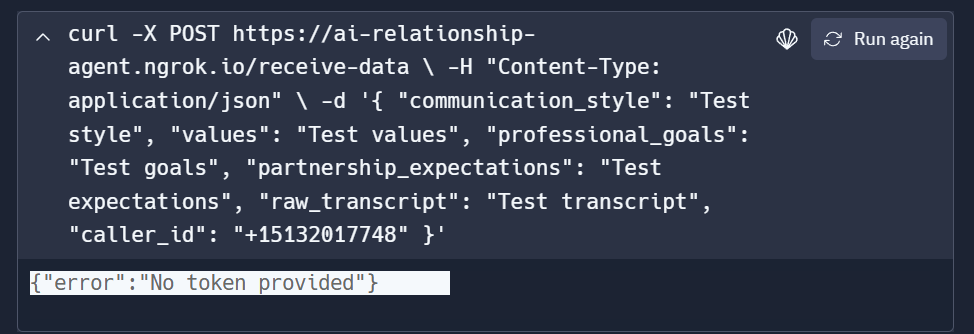 curl -X POST https://ai-relationship-
agent.ngrok.io/receive-data \ -H "Content-Type:
application/json" \ -d '{ "communication_style": "Test
style", "values": "Test values", "professional_goals":
"Test goals", "partnership_expectations": "Test
expectations", "raw_transcript": "Test transcript",
"caller_id": "+15132017748" }'
Run again
{"error":"No token provided"}